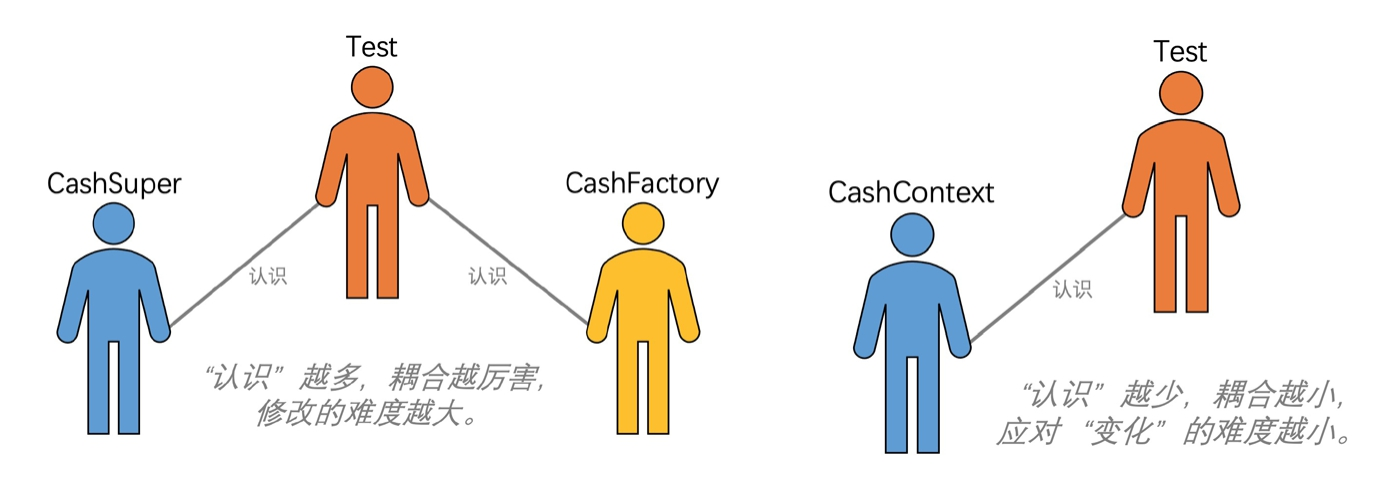 Test
CashSuper
CashFactory
认识
认识
“认识” 越多，耦合越厉害，
修改的难度越大。
Test
CashContext
认识
“认识” 越少，耦合越小，
应对 “变化” 的难度越小。